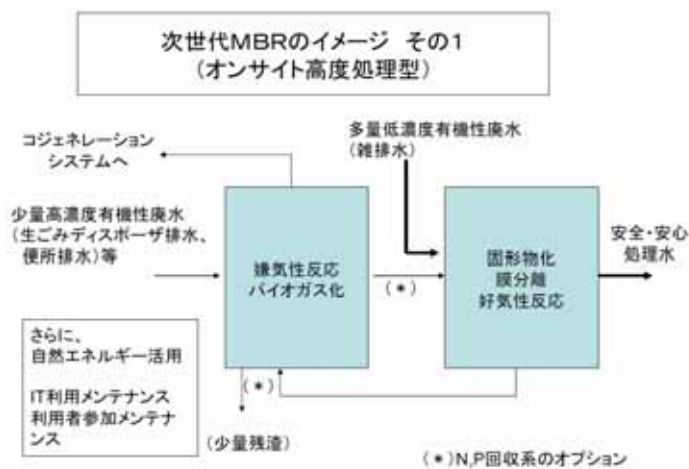 次世代MBRのイメージ その1
(オンサイト高度処理型)
コジェネレーション
システムへ
多量低濃度有機性廃水
(雑排水)
少量高濃度有機性廃水
(生ごみディスポーザ排水、
便所排水)等
嫌気性反応
バイオガス化
(*)
固形物化
膜分離
好気性反応
安全・安心
処理水
さらに、
自然エネルギー活用
IT利用メンテナンス
利用者参加メンテナ
ンス
(*)
(少量残渣)
(*)N,P回収系のオプション